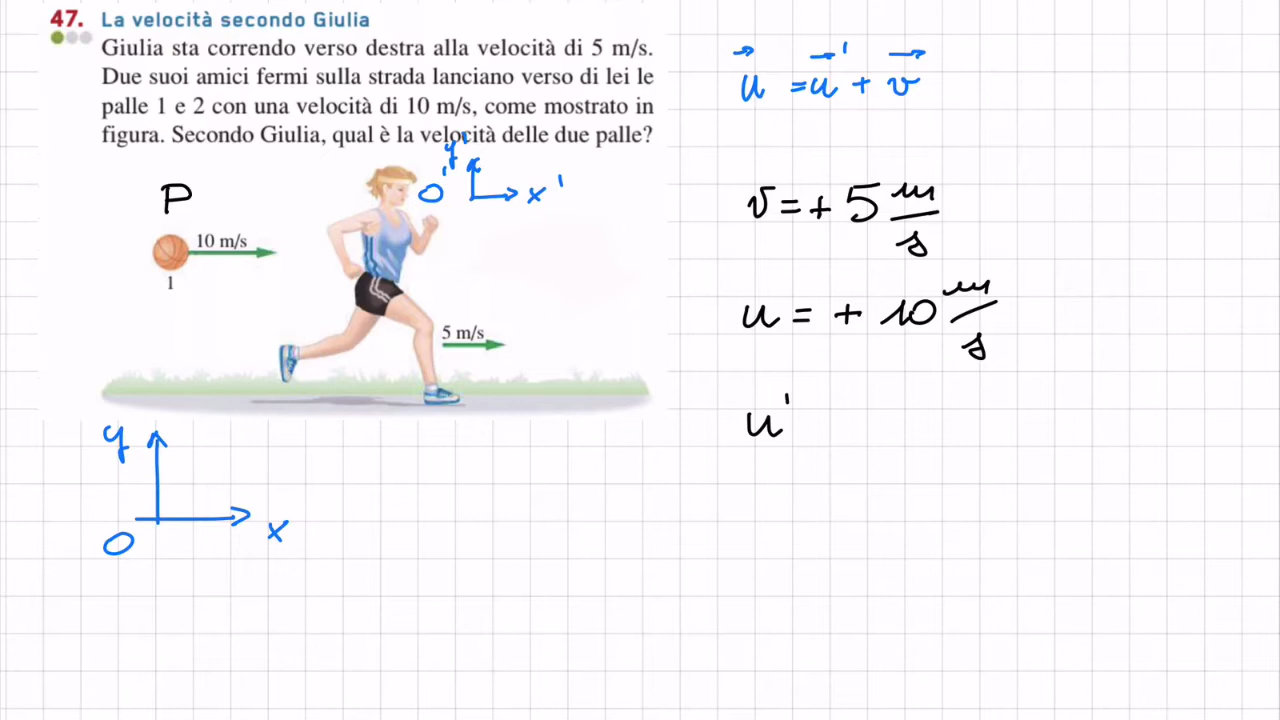 47. La velocità secondo Giulia
Giulia sta correndo verso destra alla velocità di 5 m/s.
Due suoi amici fermi sulla strada lanciano verso di lei le
palle 1 e 2 con una velocità di 10 m/s, come mostrato in
figura. Secondo Giulia, qual è la velocità delle due palle?
u⃗ = u⃗' + v⃗
y'
O' x'
P
10 m/s
1
5 m/s
v = + 5 m/s
u = + 10 m/s
u'
y
O x